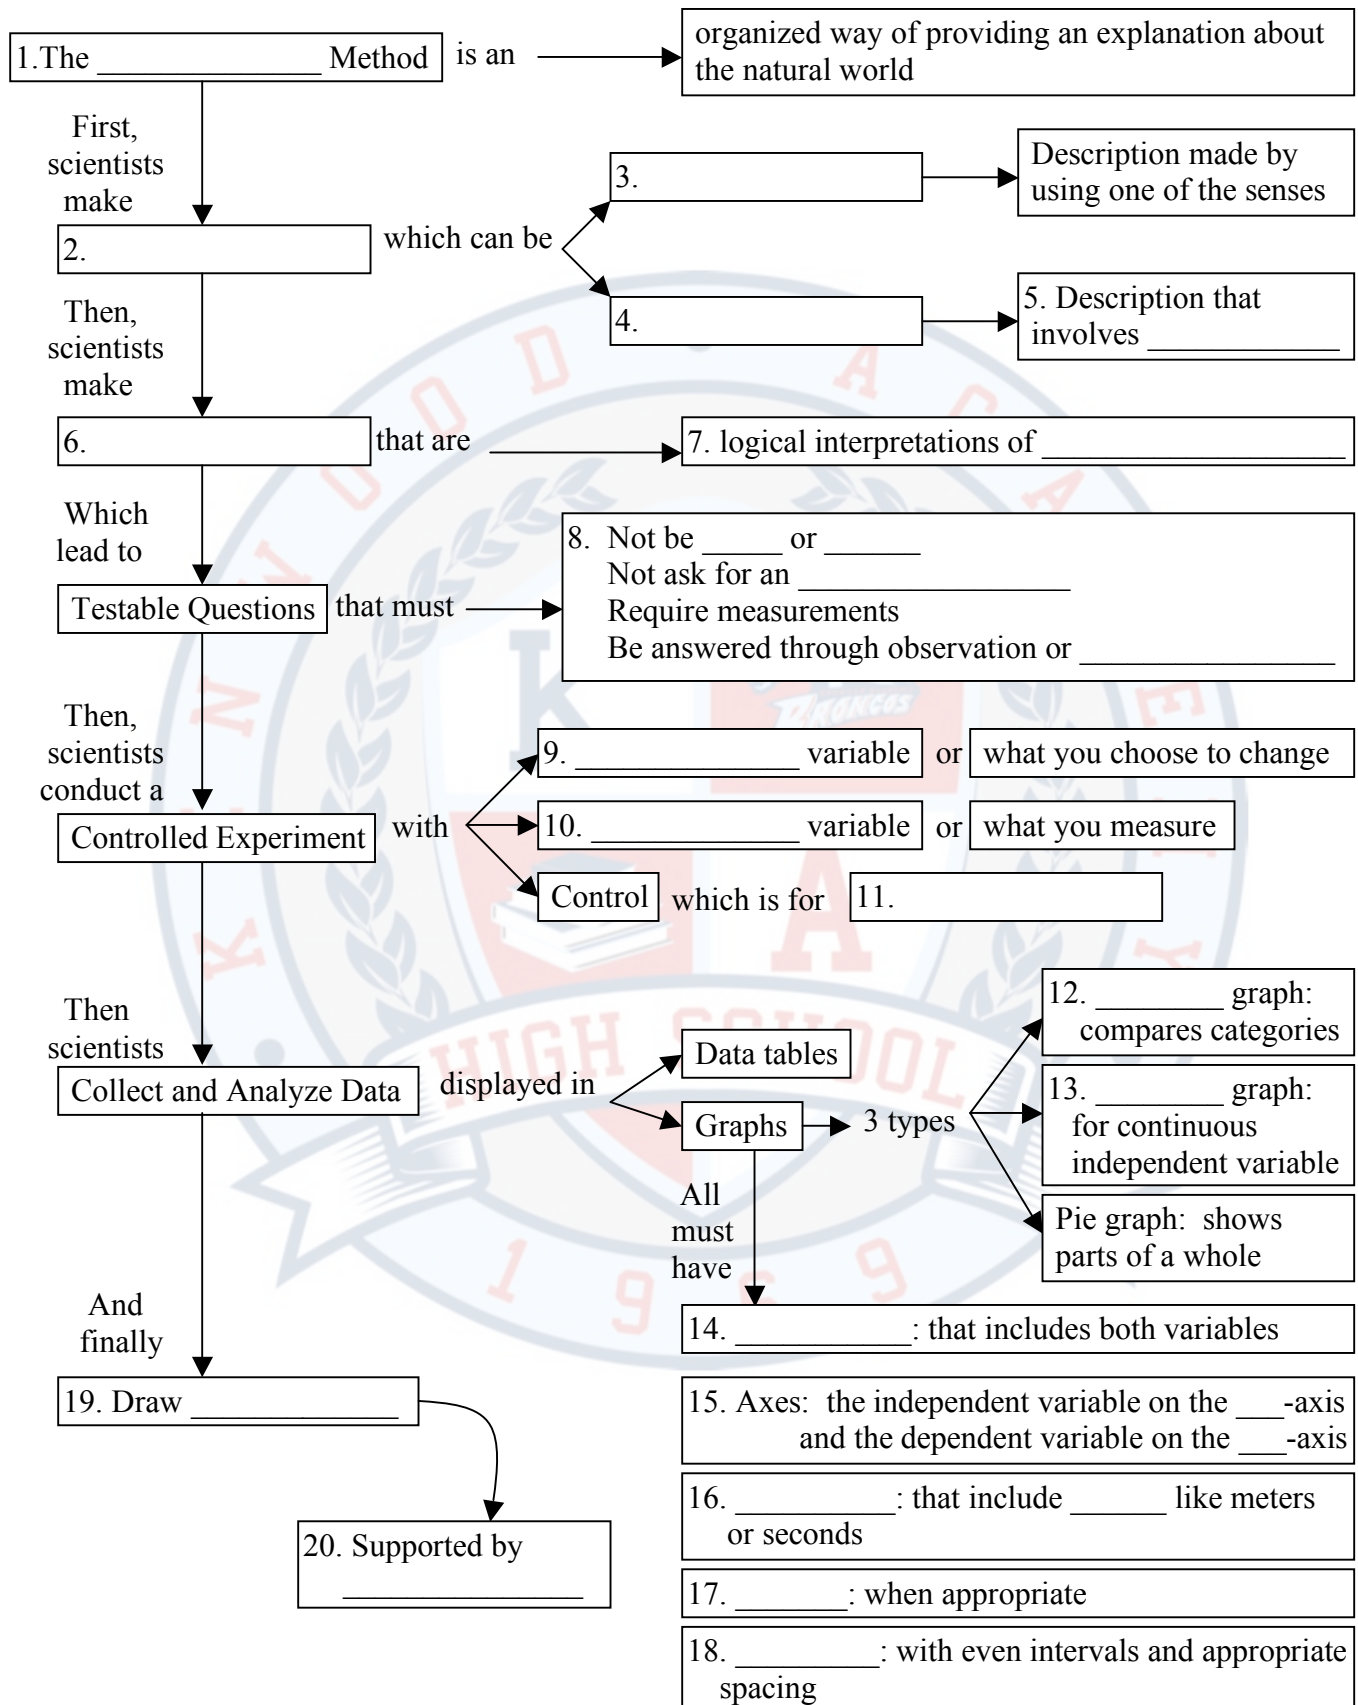 1.The ______________ Method
is an
organized way of providing an explanation about
the natural world
First,
scientists
make
2.
which can be
3.
Description made by
using one of the senses
4.
5. Description that
involves ____________
Then,
scientists
make
6.
that are
7. logical interpretations of ___________________
Which
lead to
Testable Questions
that must
8. Not be _____ or ______
Not ask for an _________________
Require measurements
Be answered through observation or ________________
Then,
scientists
conduct a
Controlled Experiment
with
9. ______________ variable
or
what you choose to change
10. _____________ variable
or
what you measure
Control
which is for
11.
Then
scientists
Collect and Analyze Data
displayed in
Data tables
Graphs
3 types
12. ________ graph:
compares categories
13. ________ graph:
for continuous
independent variable
Pie graph: shows
parts of a whole
All
must
have
14. ___________: that includes both variables
15. Axes: the independent variable on the ___-axis
and the dependent variable on the ___-axis
16. __________: that include ______ like meters
or seconds
17. _______: when appropriate
18. _________: with even intervals and appropriate
spacing
And
finally
19. Draw _____________
20. Supported by
_______________
KENWOOD • ACADEMY
K
BRONCOS
A
HIGH SCHOOL
1969